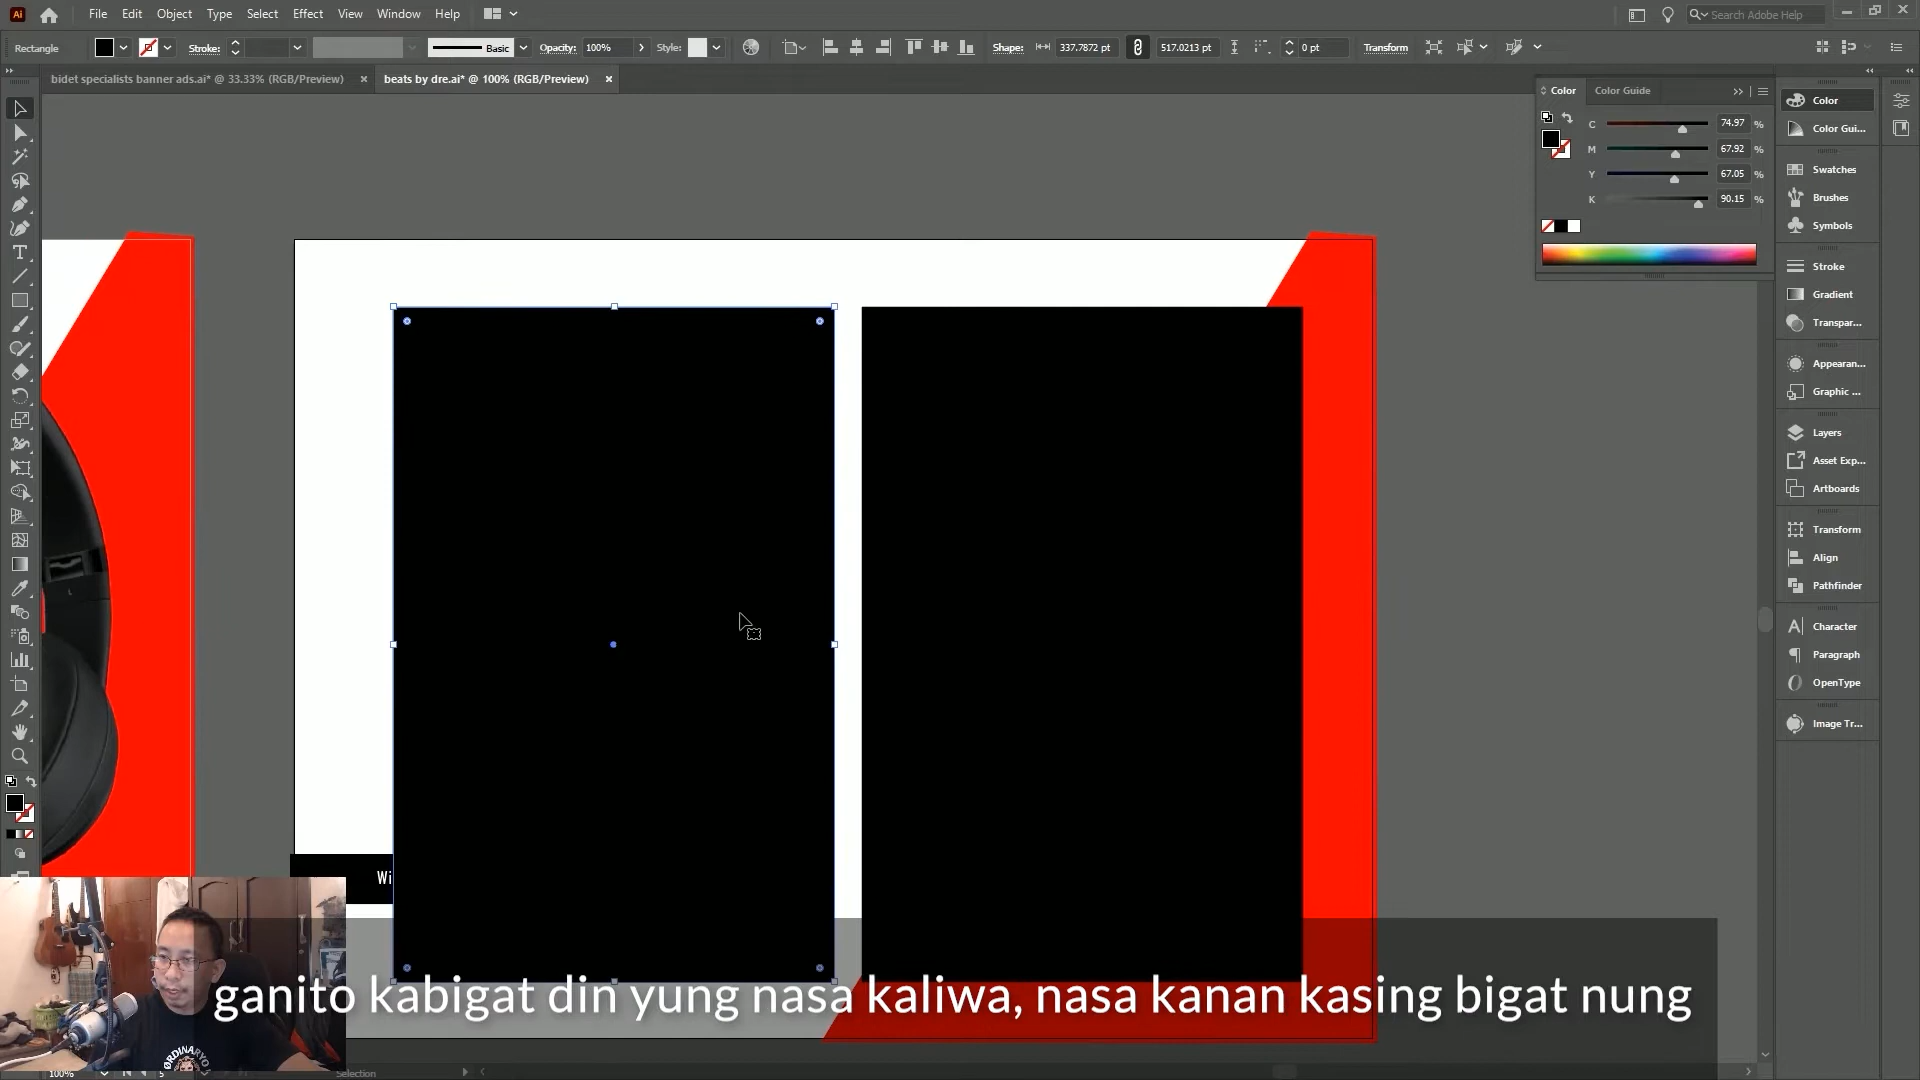 Ai File Edit Object Type Select Effect View Window Help Search Adobe Help
Rectangle Stroke: Basic Opacity: 100% Style: Shape: 337.7872 pt 517.0213 pt 0 pt Transform
bidet specialists banner ads.ai* @ 33.33% (RGB/Preview) × beats by dre.ai* @ 100% (RGB/Preview) ×
Color Color Guide
C 74.97 %
M 67.92 %
Y 67.05 %
K 90.15 %
Color
Color Gui...
Swatches
Brushes
Symbols
Stroke
Gradient
Transpar...
Appearan...
Graphic ...
Layers
Asset Exp...
Artboards
Transform
Align
Pathfinder
Character
Paragraph
OpenType
Image Tr...
L
Wi
ganito kabigat din yung nasa kaliwa, nasa kanan kasing bigat nung
ORDINARYO
100% 5 Selection